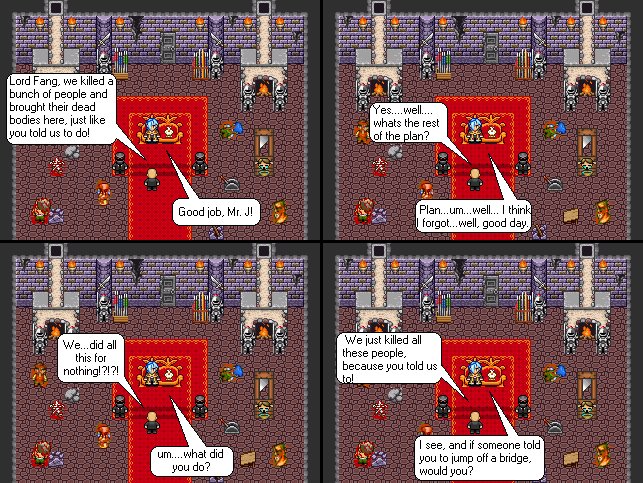 Lord Fang, we killed a
bunch of people and
brought their dead
bodies here, just like
you told us to do!
Good job, Mr. J!
Yes....well....
whats the rest
of the plan?
Plan...um...well... I think
I forgot...well, good day.
We...did all
this for
nothing!?!?!
um....what did
you do?
We just killed all
these people,
because you told us
to!
I see, and if someone told
you to jump off a bridge,
would you?